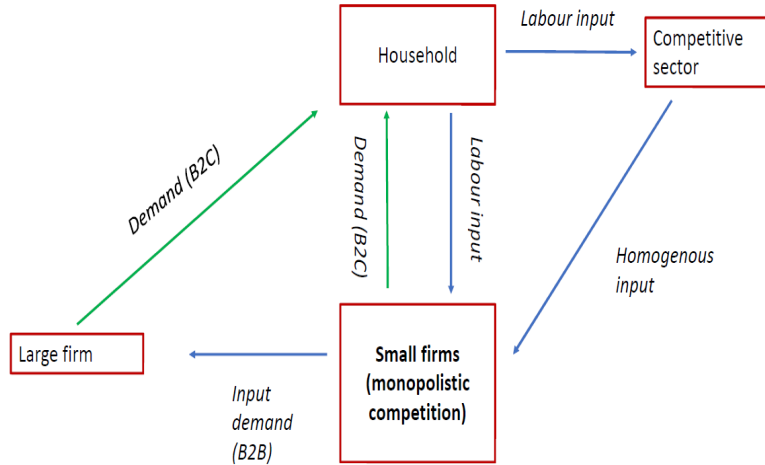 Labour input
Household
Competitive
sector
Demand (B2C)
Demand (B2C)
Labour input
Homogenous
input
Large firm
Small firms
(monopolistic
competition)
Input
demand
(B2B)